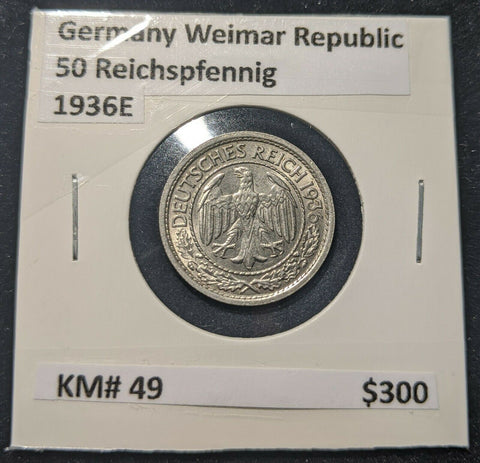 Germany Weimar Republic
50 Reichspfennig
1936E
DEUTSCHES REICH 1936
KM# 49
$300